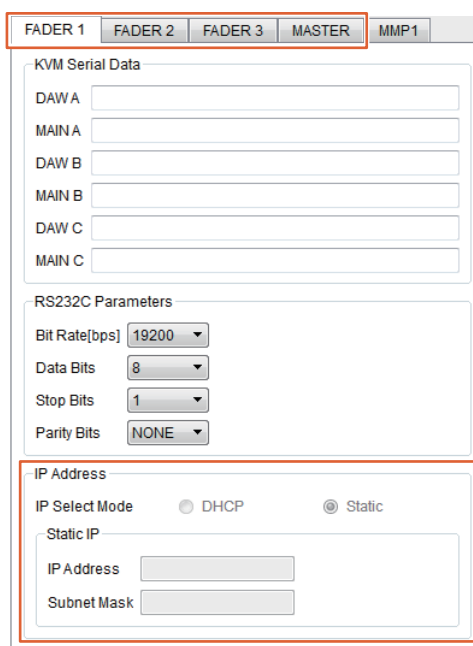 FADER 1 FADER 2 FADER 3 MASTER MMP1
KVM Serial Data
DAW A
MAIN A
DAW B
MAIN B
DAW C
MAIN C
RS232C Parameters
Bit Rate[bps] 19200
Data Bits 8
Stop Bits 1
Parity Bits NONE
IP Address
IP Select Mode DHCP Static
Static IP
IP Address
Subnet Mask